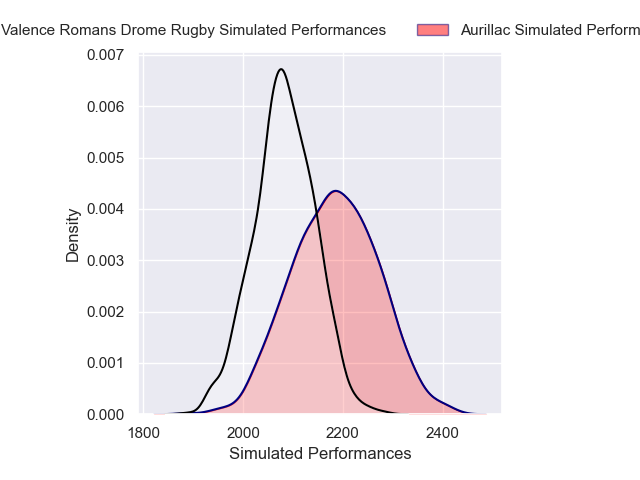 Valence Romans Drome Rugby Simulated Performances
Aurillac Simulated Perform
0.007
0.006
0.005
0.004
0.003
0.002
0.001
0.000
Density
1800 2000 2200 2400
Simulated Performances